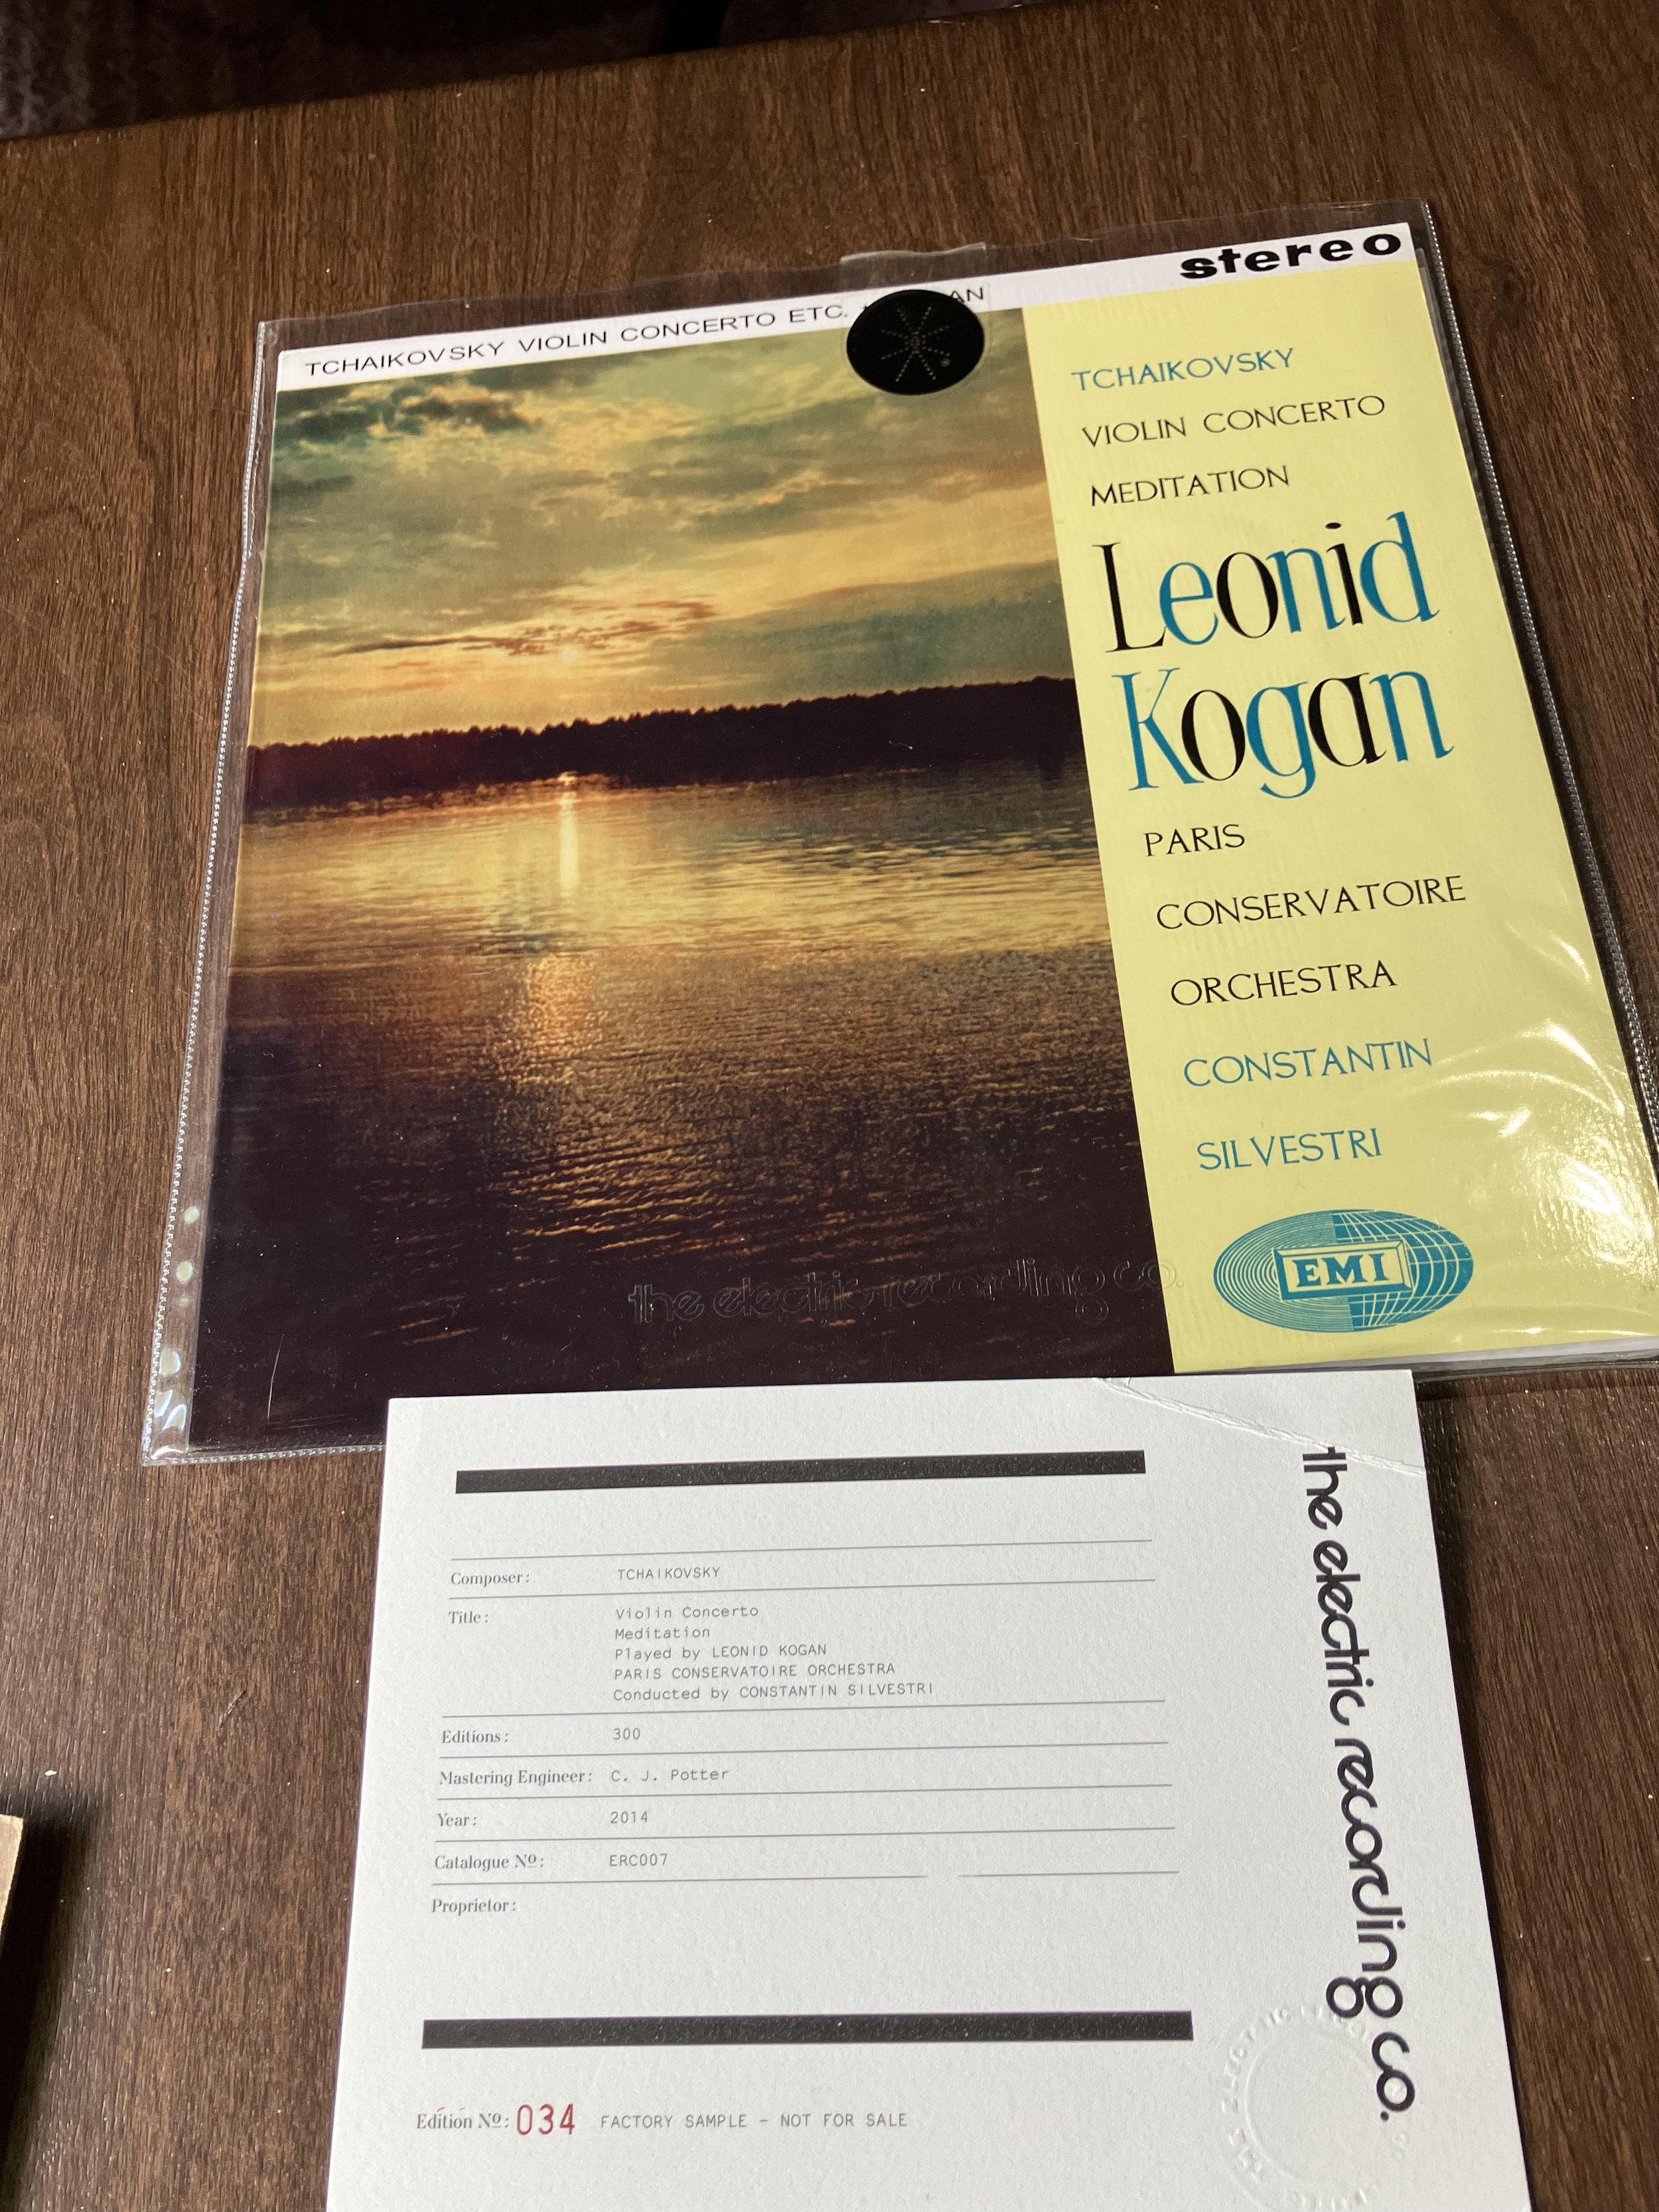 stereo
TCHAIKOVSKY VIOLIN CONCERTO ETC.
TCHAIKOVSKY
VIOLIN CONCERTO
MEDITATION
Leonid
Kogan
PARIS
CONSERVATOIRE
ORCHESTRA
CONSTANTIN
SILVESTRI
EMI
the electric recording co.
the electric recording co.
Composer: TCHAIKOVSKY
Title: Violin Concerto
Meditation
Played by LEONID KOGAN
PARIS CONSERVATOIRE ORCHESTRA
Conducted by CONSTANTIN SILVESTRI
Editions: 300
Mastering Engineer: C. J. Potter
Year: 2014
Catalogue Nº: ERC007
Proprietor:
Edition Nº: 034 FACTORY SAMPLE - NOT FOR SALE
THE ELECTRIC